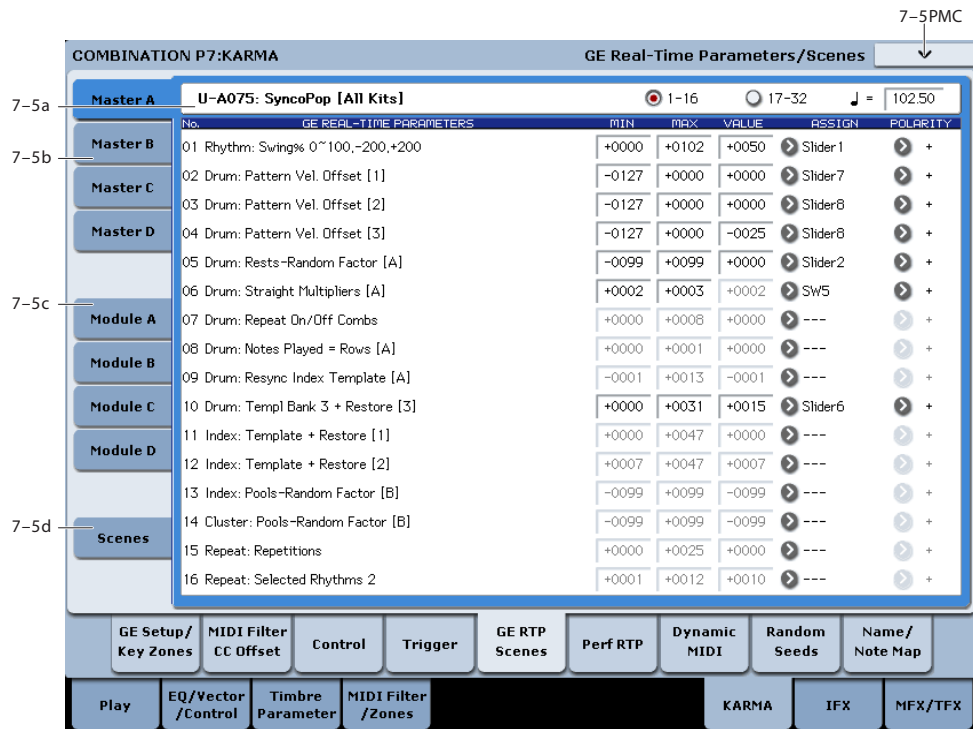 7-5PMC
COMBINATION P7:KARMA GE Real-Time Parameters/Scenes
7-5a
Master A U-A075: SyncoPop [All Kits] 1-16 17-32 ♩ = 102.50
No. GE REAL-TIME PARAMETERS MIN MAX VALUE ASSIGN POLARITY
7-5b
Master B
Master C
Master D
01 Rhythm: Swing% 0~100,-200,+200 +0000 +0102 +0050 Slider1 +
02 Drum: Pattern Vel. Offset [1] -0127 +0000 +0000 Slider7 +
03 Drum: Pattern Vel. Offset [2] -0127 +0000 +0000 Slider8 +
04 Drum: Pattern Vel. Offset [3] -0127 +0000 -0025 Slider8 +
05 Drum: Rests-Random Factor [A] -0099 +0099 +0000 Slider2 +
06 Drum: Straight Multipliers [A] +0002 +0003 +0002 SW5 +
7-5c
Module A
Module B
Module C
Module D
07 Drum: Repeat On/Off Combs +0000 +0008 +0000 --- +
08 Drum: Notes Played = Rows [A] +0000 +0001 +0000 --- +
09 Drum: Resync Index Template [A] -0001 +0013 -0001 --- +
10 Drum: Templ Bank 3 + Restore [3] +0000 +0031 +0015 Slider6 +
11 Index: Template + Restore [1] +0000 +0047 +0000 --- +
12 Index: Template + Restore [2] +0007 +0047 +0007 --- +
13 Index: Pools-Random Factor [B] -0099 +0099 -0099 --- +
7-5d
Scenes
14 Cluster: Pools-Random Factor [B] -0099 +0099 -0099 --- +
15 Repeat: Repetitions +0000 +0025 +0000 --- +
16 Repeat: Selected Rhythms 2 +0001 +0012 +0010 --- +
GE Setup/ MIDI Filter Control Trigger GE RTP Perf RTP Dynamic Random Name/
Key Zones CC Offset Scenes MIDI Seeds Note Map
Play EQ/Vector Timbre MIDI Filter KARMA IFX MFX/TFX
/Control Parameter /Zones